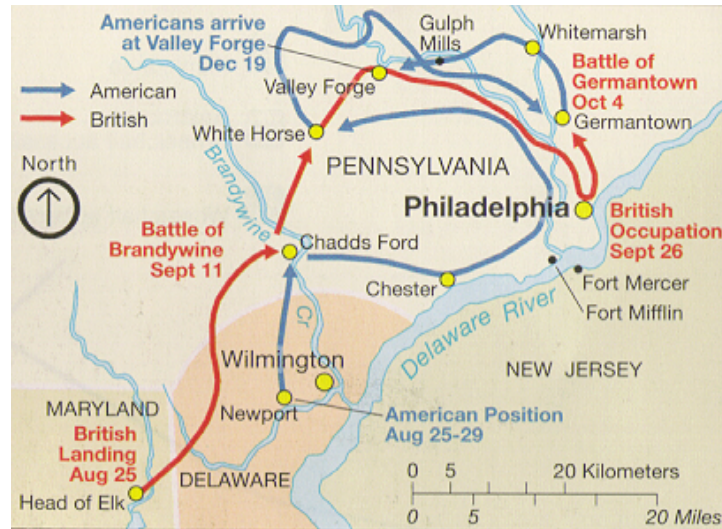 Americans arrive
at Valley Forge
Dec 19
Gulph
Mills
Whitemarsh
American
British
Valley Forge
Battle of
Germantown
Oct 4
Germantown
White Horse
North
PENNSYLVANIA
Brandywine
Cr
Philadelphia
British
Occupation
Sept 26
Battle of
Brandywine
Sept 11
Chadds Ford
Chester
Fort Mercer
Fort Mifflin
Delaware River
Wilmington
NEW JERSEY
MARYLAND
Newport
American Position
Aug 25-29
British
Landing
Aug 25
DELAWARE
Head of Elk
0 5 20 Kilometers
0 5 20 Miles